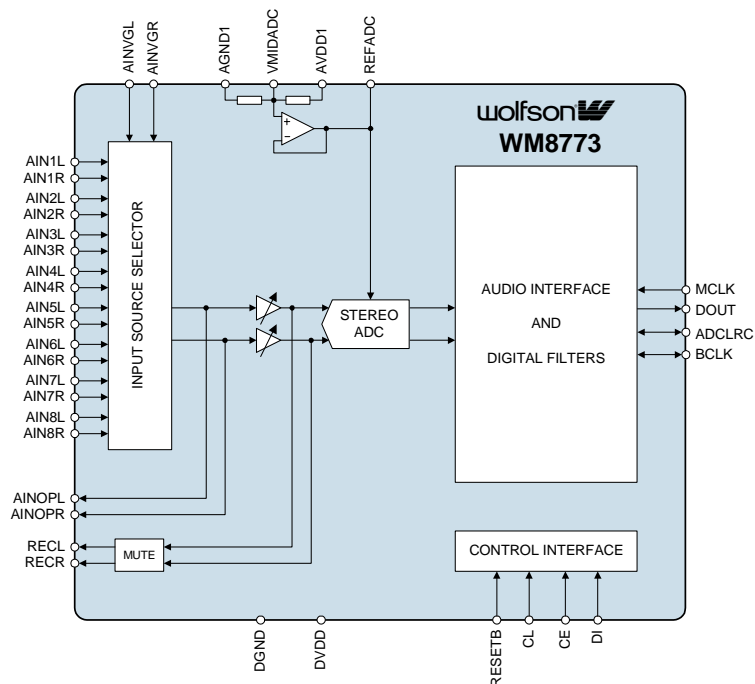 AINVGL
AINVGR
AGND1
VMIDADC
AVDD1
REFADC
wolfson
WM8773
AIN1L
AIN1R
AIN2L
AIN2R
AIN3L
AIN3R
AIN4L
AIN4R
AIN5L
AIN5R
AIN6L
AIN6R
AIN7L
AIN7R
AIN8L
AIN8R
INPUT SOURCE SELECTOR
+
−
STEREO
ADC
AUDIO INTERFACE
AND
DIGITAL FILTERS
MCLK
DOUT
ADCLRC
BCLK
AINOPL
AINOPR
RECL
RECR
MUTE
CONTROL INTERFACE
DGND
DVDD
RESETB
CL
CE
DI